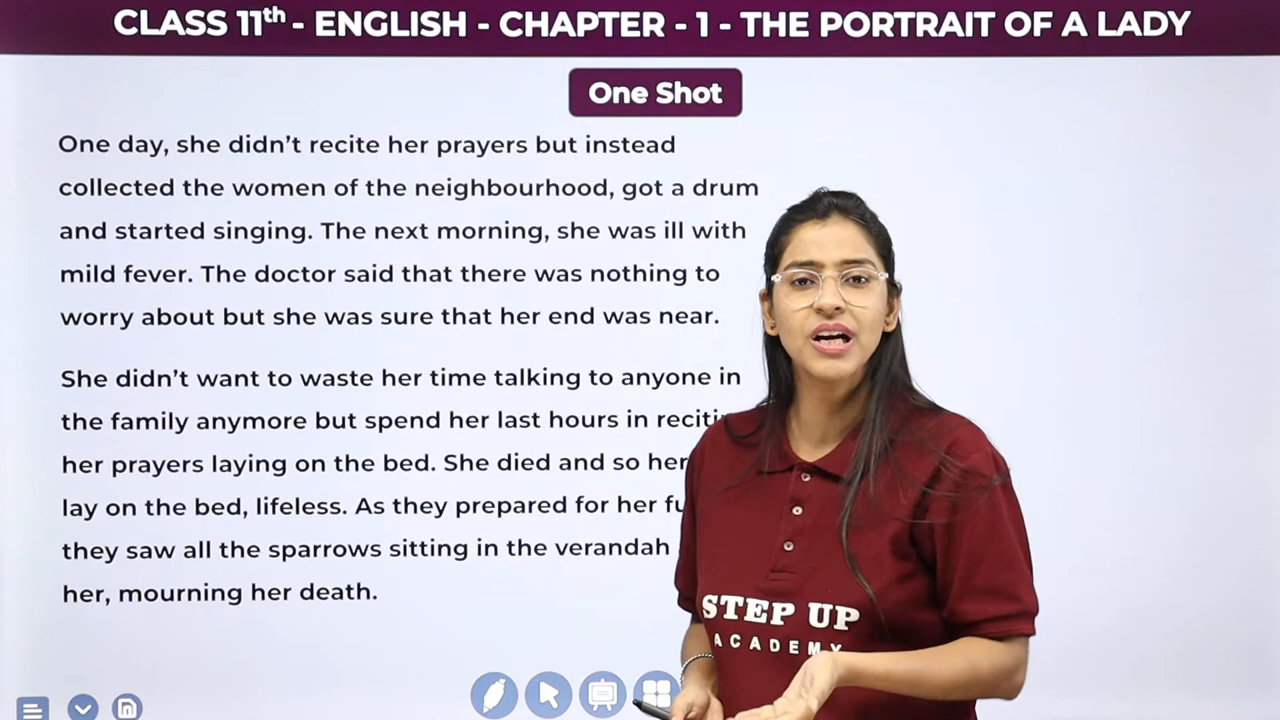 CLASS 11th - ENGLISH - CHAPTER - 1 - THE PORTRAIT OF A LADY
One Shot
One day, she didn’t recite her prayers but instead
collected the women of the neighbourhood, got a drum
and started singing. The next morning, she was ill with
mild fever. The doctor said that there was nothing to
worry about but she was sure that her end was near.
She didn’t want to waste her time talking to anyone in
the family anymore but spend her last hours in
her prayers laying on the bed. She died and so her
lay on the bed, lifeless. As they prepared for her
they saw all the sparrows sitting in the verandah
her, mourning her death.
STEP UP
ACADEMY